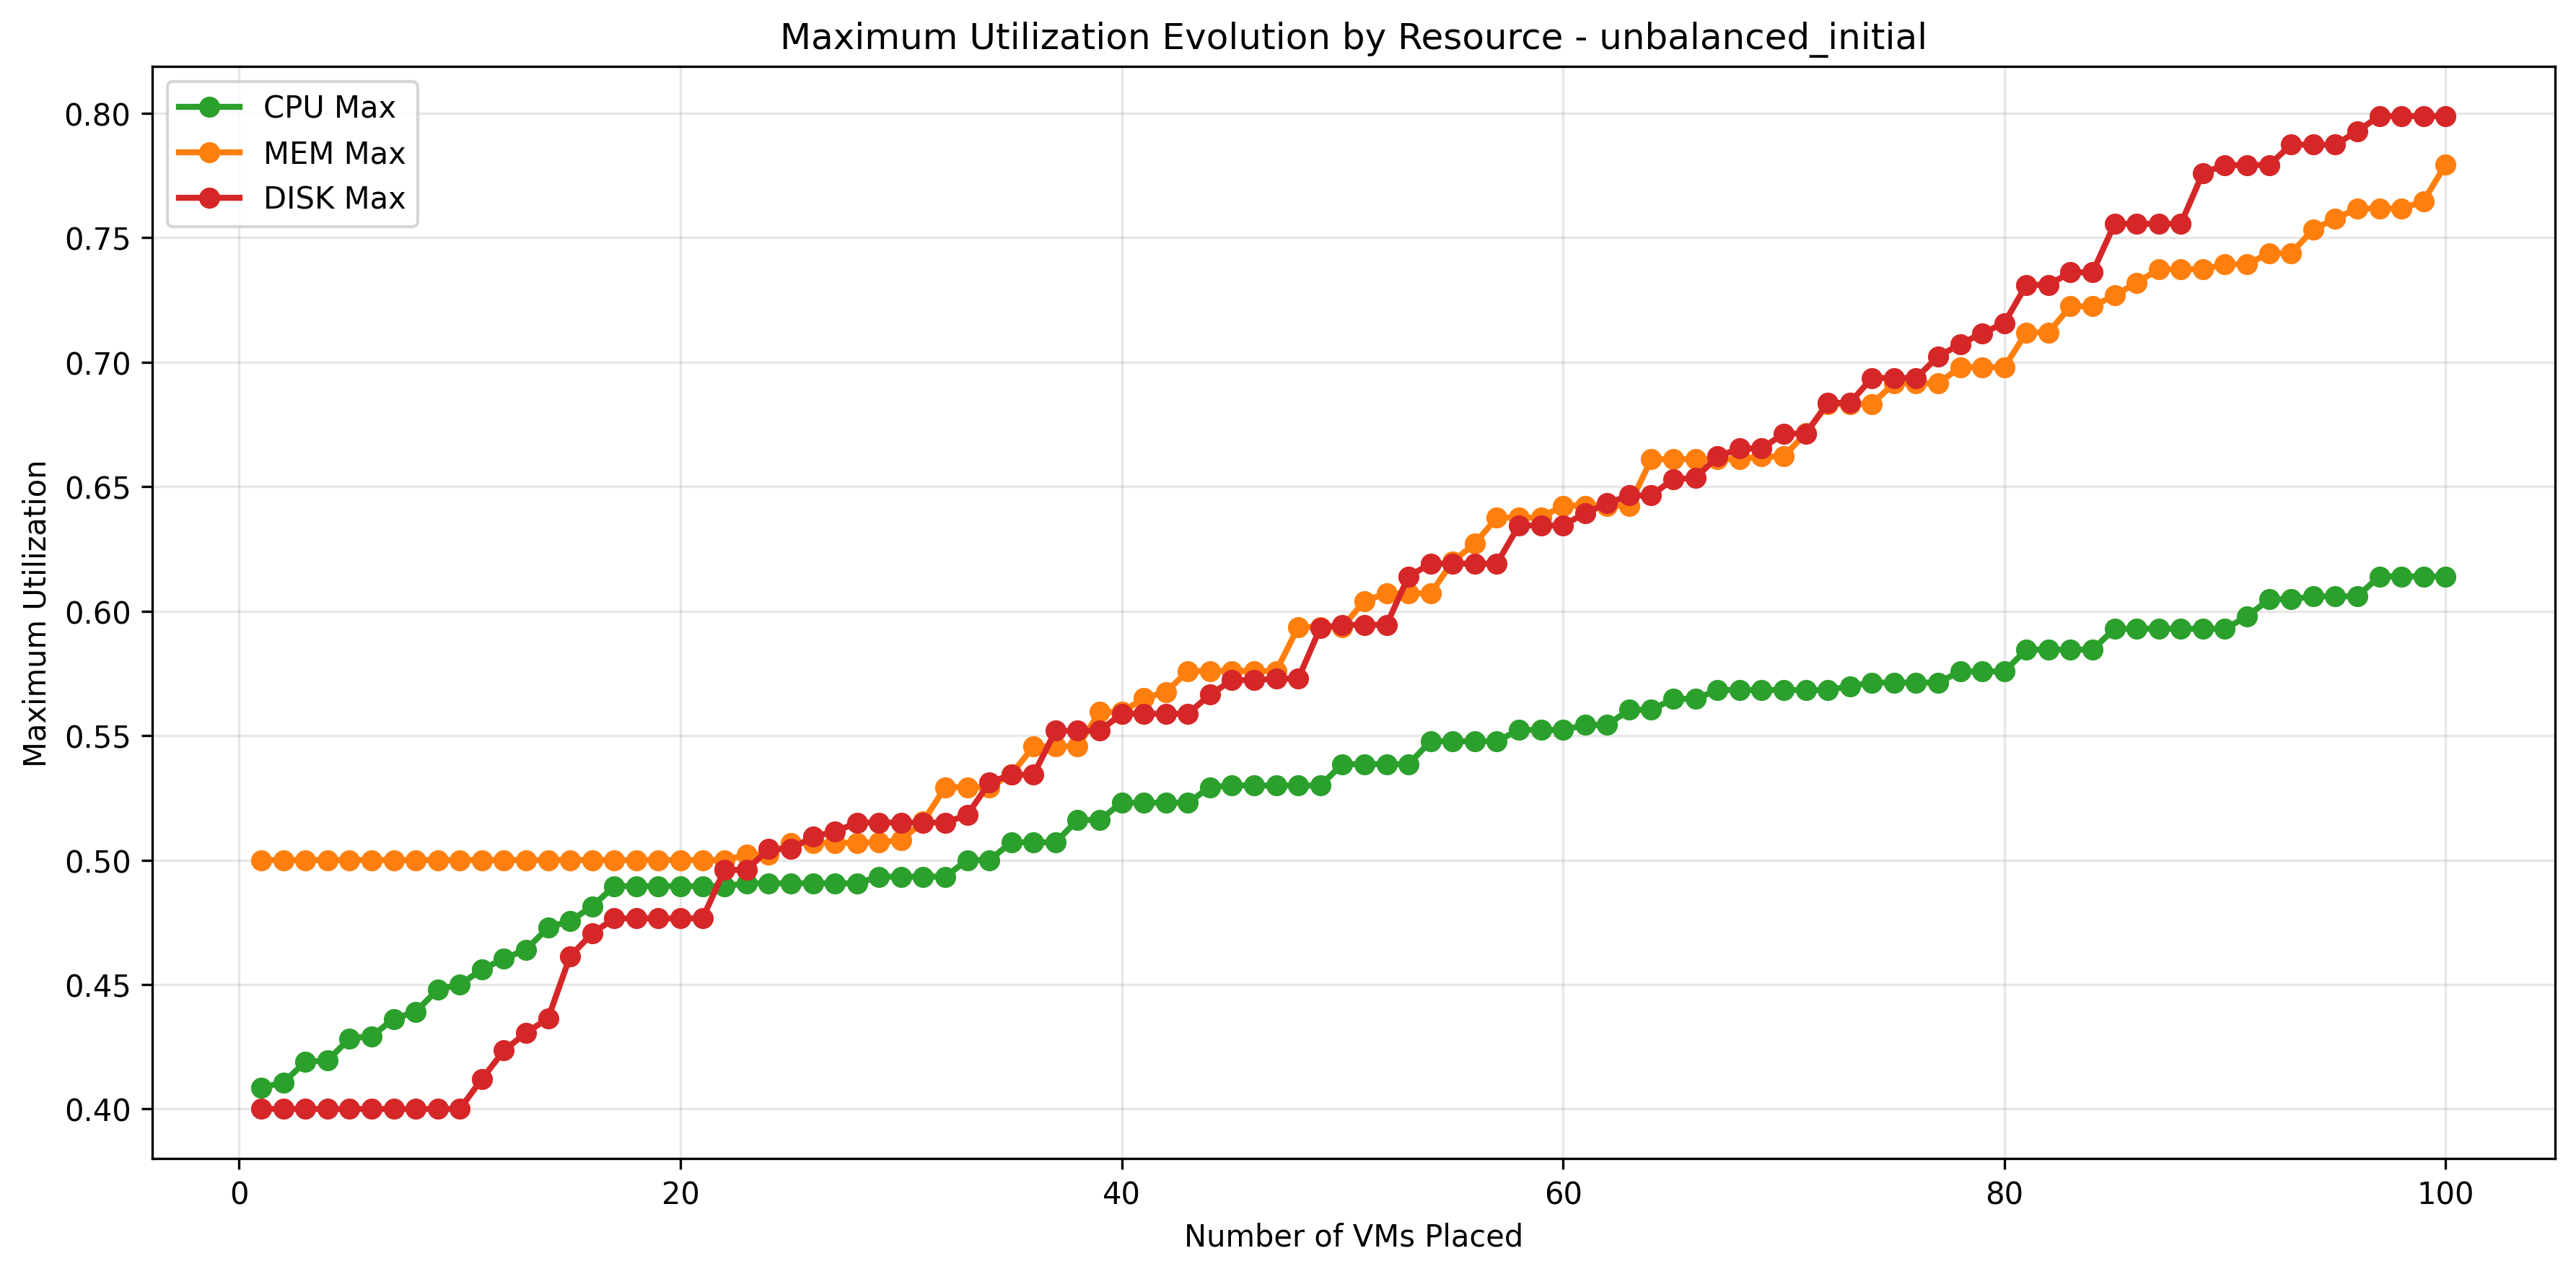 Maximum Utilization Evolution by Resource - unbalanced_initial
CPU Max
MEM Max
DISK Max
0.80
0.75
0.70
0.65
0.60
0.55
0.50
0.45
0.40
Maximum Utilization
0 20 40 60 80 100
Number of VMs Placed